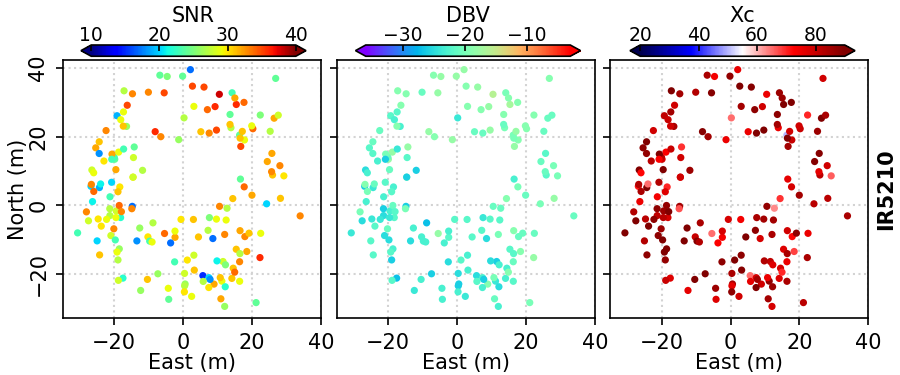 SNR DBV Xc
10 20 30 40 −30 −20 −10 20 40 60 80
40
20
0
−20
North (m)
IR5210
−20 0 20 40 −20 0 20 40 −20 0 20 40
East (m) East (m) East (m)